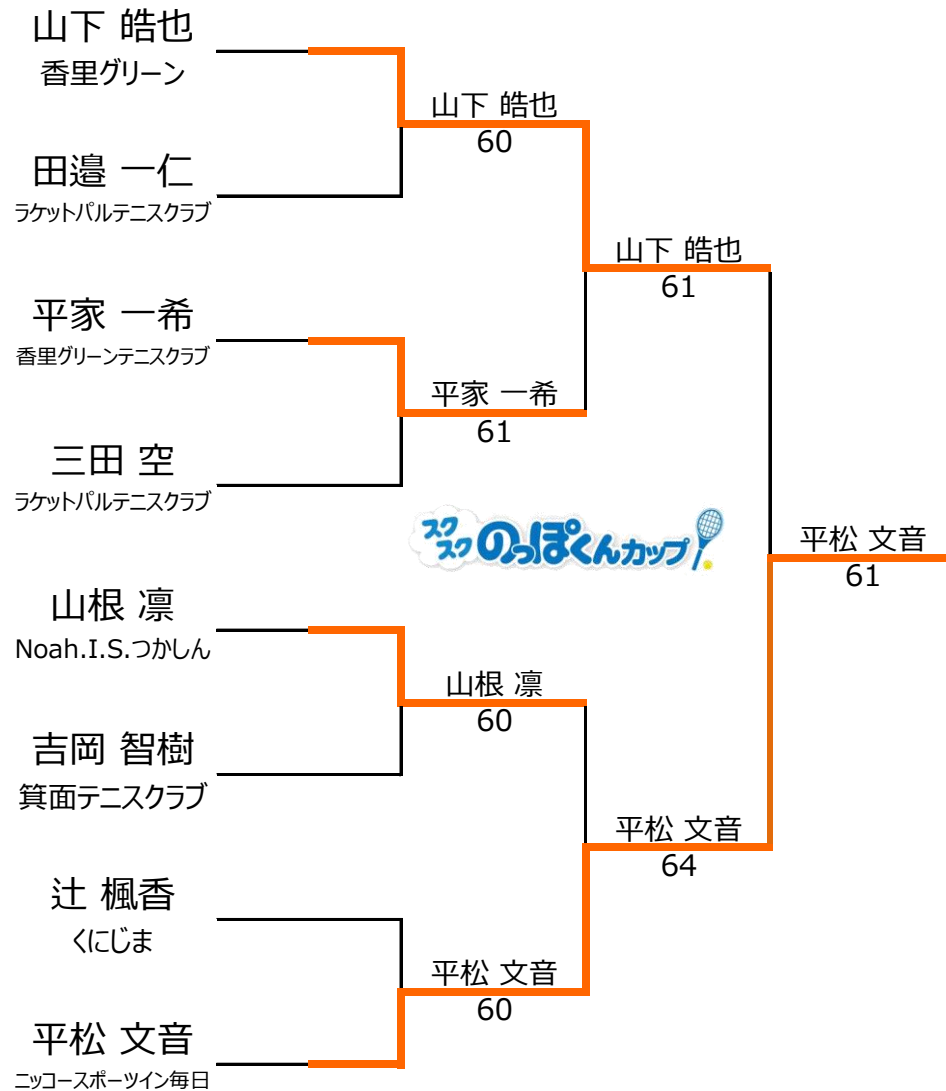 山下 皓也
香里グリーン
田邉 一仁
ラケットパルテニスクラブ
平家 一希
香里グリーンテニスクラブ
三田 空
ラケットパルテニスクラブ
山根 凛
Noah.I.S.つかしん
吉岡 智樹
箕面テニスクラブ
辻 楓香
くにじま
平松 文音
ニッコースポーツイン毎日
山下 皓也
60
平家 一希
61
山根 凛
60
平松 文音
60
山下 皓也
61
平松 文音
64
スクスクのっぽくんカップ
平松 文音
61